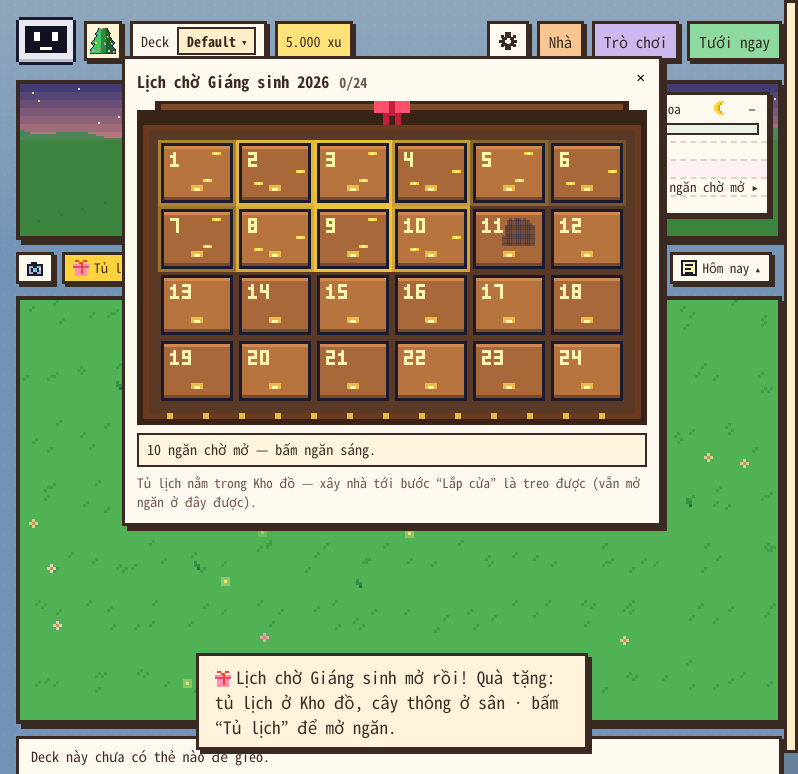 Deck Default ▾ 5.000 xu Nhà Trò chơi Tưới ngay
Lịch chờ Giáng sinh 2026 0/24 ×
1 2 3 4 5 6
7 8 9 10 11 12
13 14 15 16 17 18
19 20 21 22 23 24
10 ngăn chờ mở — bấm ngăn sáng.
Tủ lịch nằm trong Kho đồ — xây nhà tới bước “Lắp cửa” là treo được (vẫn mở
ngăn ở đây được).
ngăn chờ mở ▸
Tủ
Hôm nay ▴
Lịch chờ Giáng sinh mở rồi! Quà tặng:
tủ lịch ở Kho đồ, cây thông ở sân · bấm
“Tủ lịch” để mở ngăn.
Deck này chưa có thẻ nào để gieo.